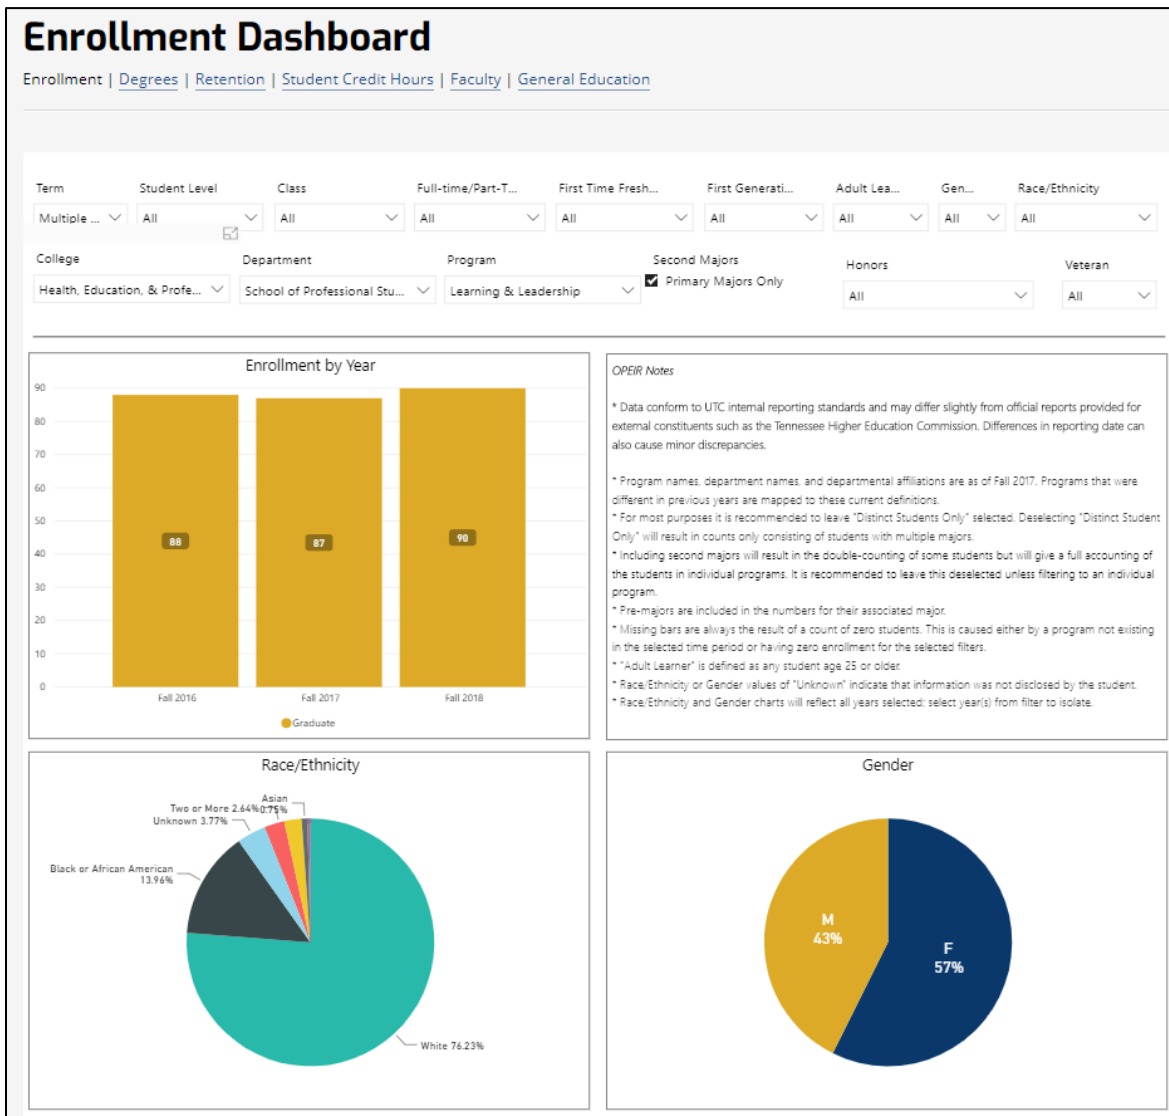 Enrollment Dashboard
Enrollment | Degrees | Retention | Student Credit Hours | Faculty | General Education
Term
Student Level
Class
Full-time/Part-T...
First Time Fresh...
First Generati...
Adult Lea...
Gen...
Race/Ethnicity
Multiple ...
All
All
All
All
All
All
All
All
College
Department
Program
Second Majors
Honors
Veteran
Health, Education, & Profe...
School of Professional Stu...
Learning & Leadership
Primary Majors Only
All
All
Enrollment by Year
90
80
70
60
50
40
30
20
10
0
88
87
90
Fall 2016
Fall 2017
Fall 2018
Graduate
OPEIR Notes
* Data conform to UTC internal reporting standards and may differ slightly from official reports provided for
external constituents such as the Tennessee Higher Education Commission. Differences in reporting date can
also cause minor discrepancies.
* Program names, department names, and departmental affiliations are as of Fall 2017. Programs that were
different in previous years are mapped to these current definitions.
* For most purposes it is recommended to leave "Distinct Students Only" selected. Deselecting "Distinct Student
Only" will result in counts only consisting of students with multiple majors.
* Including second majors will result in the double-counting of some students but will give a full accounting of
the students in individual programs. It is recommended to leave this deselected unless filtering to an individual
program.
* Pre-majors are included in the numbers for their associated major.
* Missing bars are always the result of a count of zero students. This is caused either by a program not existing
in the selected time period or having zero enrollment for the selected filters.
* "Adult Learner" is defined as any student age 25 or older.
* Race/Ethnicity or Gender values of "Unknown" indicate that information was not disclosed by the student.
* Race/Ethnicity and Gender charts will reflect all years selected; select year(s) from filter to isolate.
Race/Ethnicity
Asian
0.75%
Two or More 2.64%
Unknown 3.77%
Black or African American
13.96%
White 76.23%
Gender
M
43%
F
57%